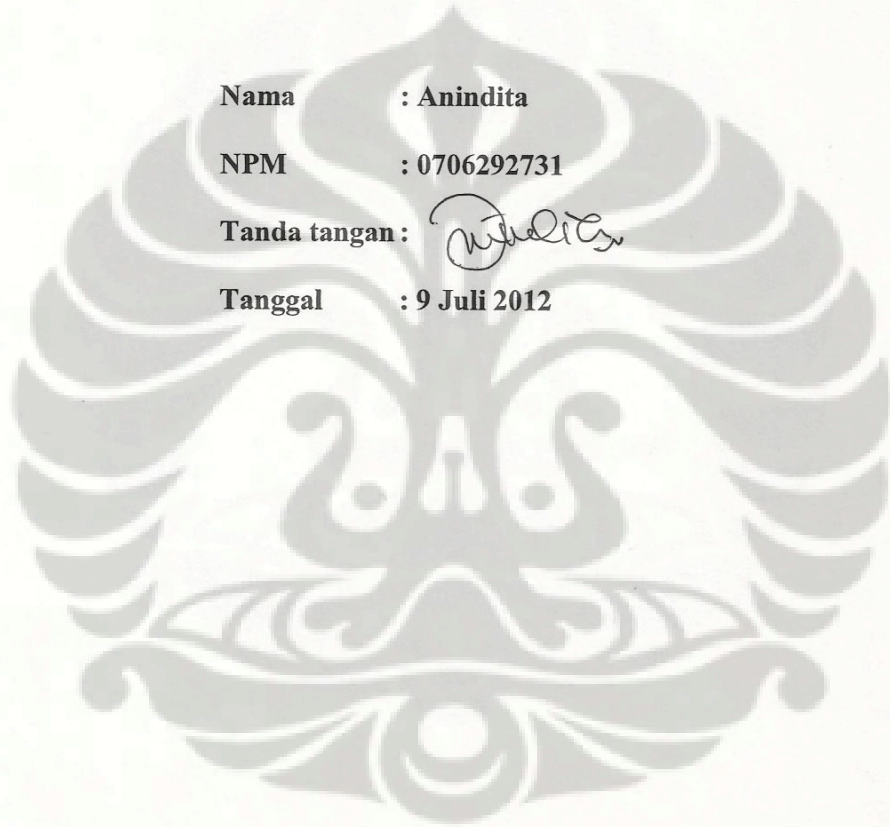 Nama : Anindita
NPM : 0706292731
Tanda tangan :
Tanggal : 9 Juli 2012